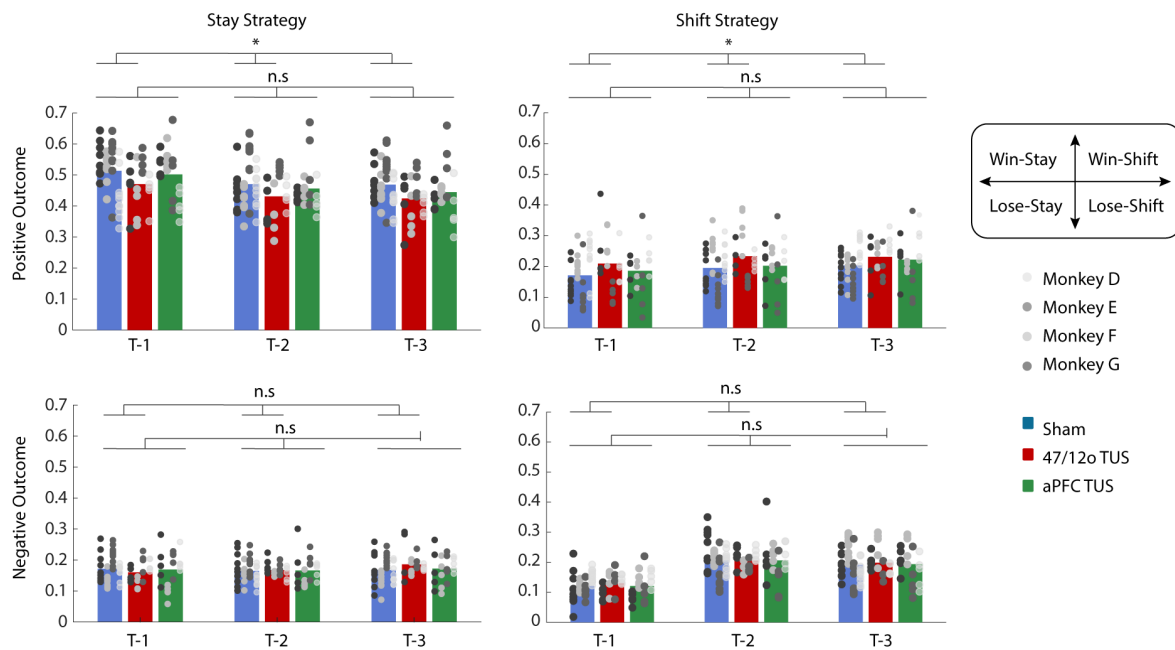 Stay Strategy
*
n.s
Positive Outcome
0.7
0.6
0.5
0.4
0.3
0.2
0.1
0
T-1
T-2
T-3
Shift Strategy
*
n.s
0.7
0.6
0.5
0.4
0.3
0.2
0.1
0
T-1
T-2
T-3
Win-Stay
Win-Shift
Lose-Stay
Lose-Shift
Monkey D
Monkey E
Monkey F
Monkey G
n.s
n.s
Negative Outcome
0.7
0.6
0.5
0.4
0.3
0.2
0.1
0
T-1
T-2
T-3
n.s
n.s
0.7
0.6
0.5
0.4
0.3
0.2
0.1
0
T-1
T-2
T-3
Sham
47/12o TUS
aPFC TUS